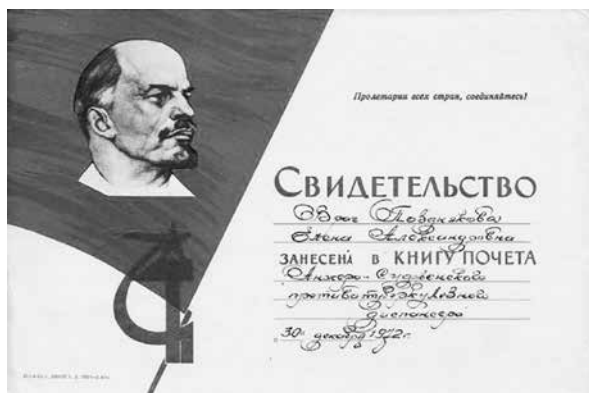 Пролетарии всех стран, соединяйтесь!
СВИДЕТЕЛЬСТВО
Врач Позднякова
Елена Александровна
ЗАНЕСЕНА В КНИГУ ПОЧЕТА
Анжеро-Судженского
противотуберкулезного
диспансера
30 декабря 1972 г.